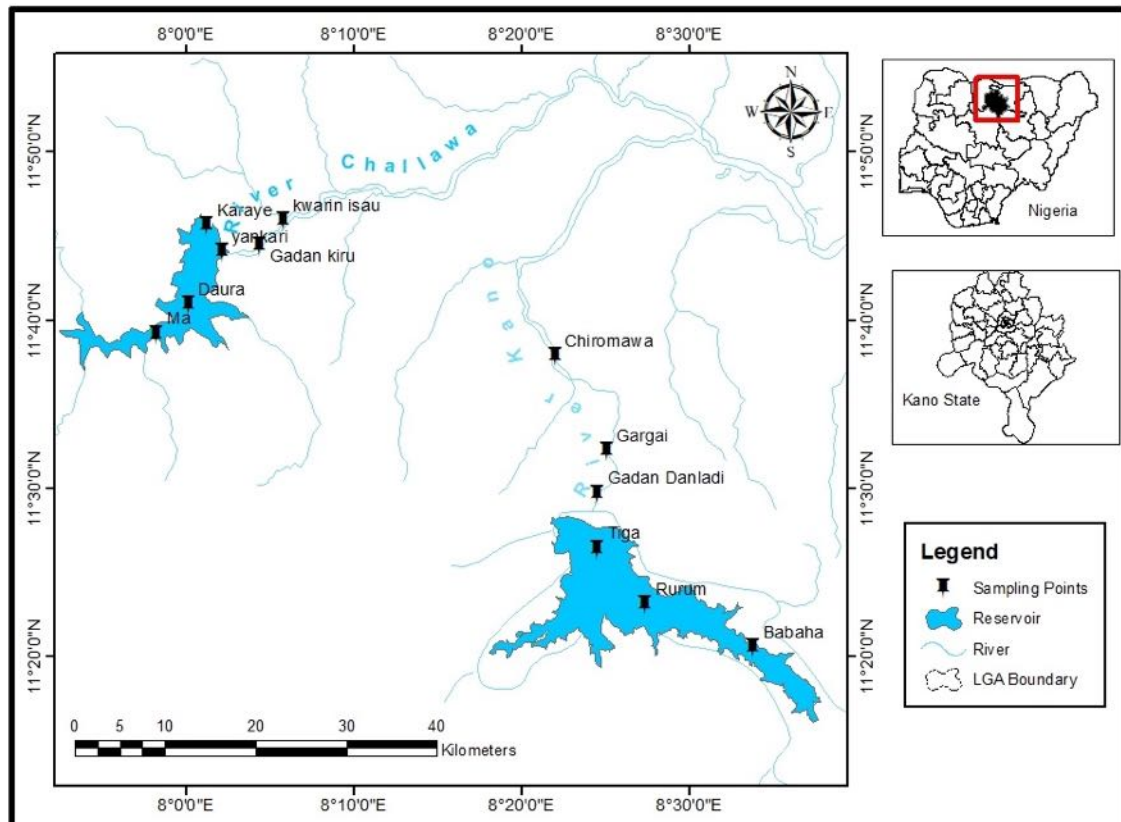 8°0'0"E
8°10'0"E
8°20'0"E
8°30'0"E
N
W
E
S
11°50'0"N
11°50'0"N
River Challawa
Karaye
kwarin isau
yankari
Gadan kiru
Daura
Ma
11°40'0"N
11°40'0"N
River Kano
Chiromawa
Gargai
Gadan Danladi
11°30'0"N
11°30'0"N
Tiga
Rurum
Babaha
11°20'0"N
11°20'0"N
0 5 10 20 30 40
Kilometers
8°0'0"E
8°10'0"E
8°20'0"E
8°30'0"E
Nigeria
Kano State
Legend
Sampling Points
Reservoir
River
LGA Boundary